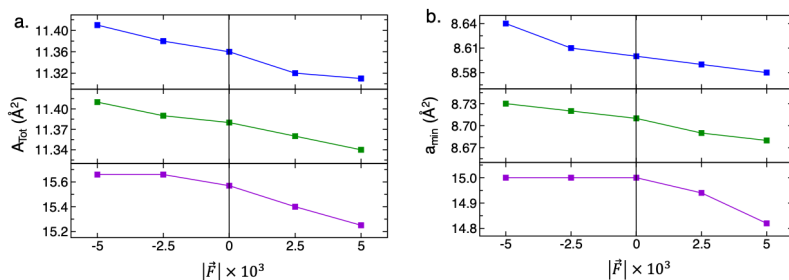 a.
11.40
11.36
11.32
11.40
11.37
11.34
15.6
15.4
15.2
A_Tot (Å²)
-5 -2.5 0 2.5 5
|F⃗| × 10³
b.
8.64
8.61
8.58
8.73
8.70
8.67
15.0
14.9
14.8
a_min (Å²)
-5 -2.5 0 2.5 5
|F⃗| × 10³